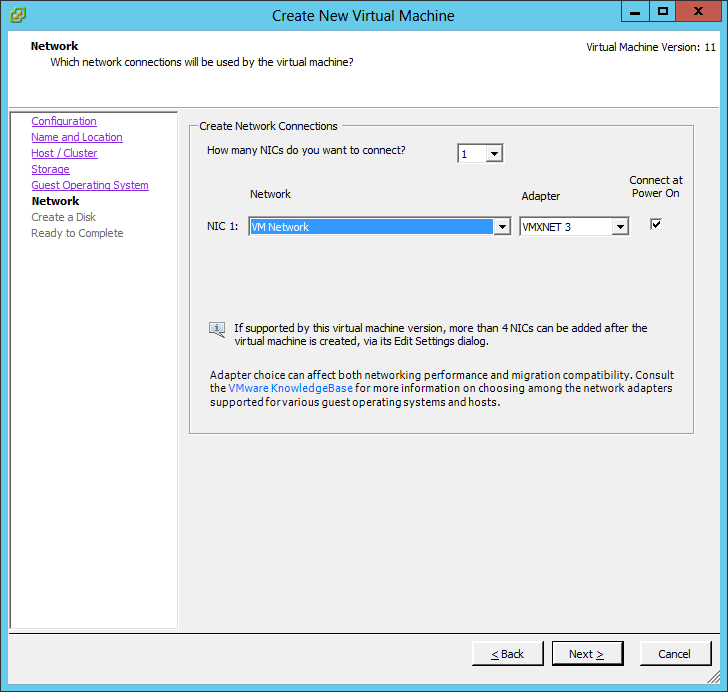 Create New Virtual Machine
Network
Which network connections will be used by the virtual machine?
Virtual Machine Version: 11
Configuration
Name and Location
Host / Cluster
Storage
Guest Operating System
Network
Create a Disk
Ready to Complete
Create Network Connections
How many NICs do you want to connect?
1
Network
Adapter
Connect at
Power On
NIC 1:
VM Network
VMXNET 3
If supported by this virtual machine version, more than 4 NICs can be added after the
virtual machine is created, via its Edit Settings dialog.
Adapter choice can affect both networking performance and migration compatibility. Consult
the VMware KnowledgeBase for more information on choosing among the network adapters
supported for various guest operating systems and hosts.
< Back
Next >
Cancel